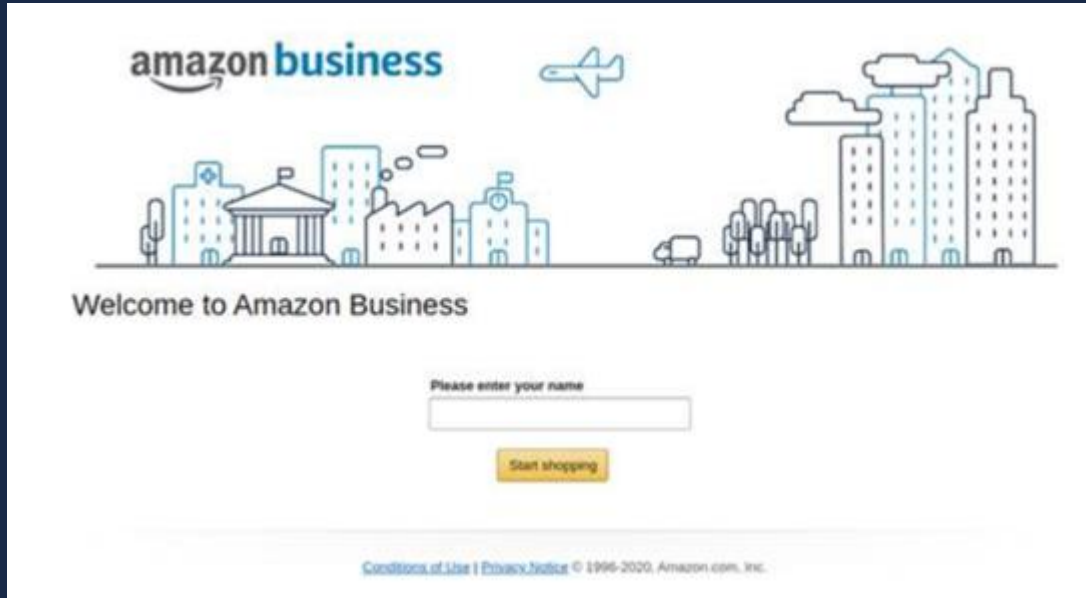 amazon business
Welcome to Amazon Business
Please enter your name
Start shopping
Conditions of Use | Privacy Notice © 1996-2020, Amazon.com, Inc.